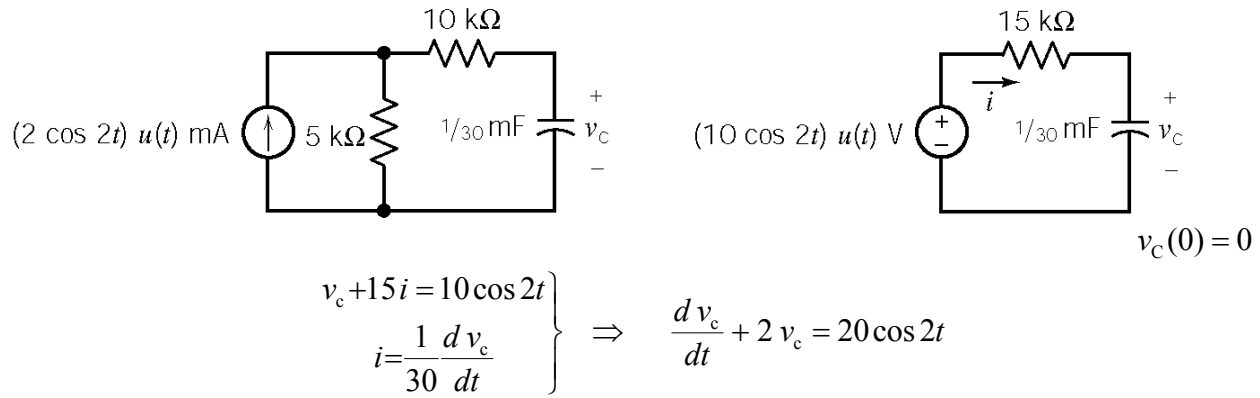 10 kΩ
(2 cos 2t) u(t) mA
5 kΩ
1/30 mF
+
v_C
−
15 kΩ
i
(10 cos 2t) u(t) V
+
−
1/30 mF
+
v_C
−
v_C(0) = 0
v_c + 15 i = 10 cos 2t
i = 1/30 d v_c/dt
⇒ d v_c/dt + 2 v_c = 20 cos 2t